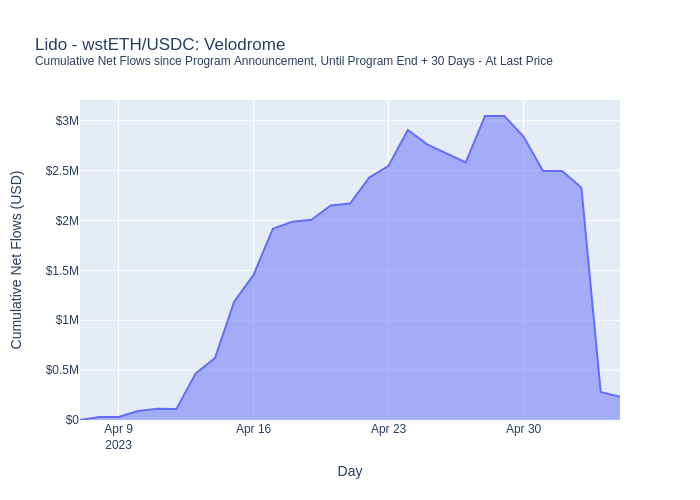 Lido - wstETH/USDC: Velodrome
Cumulative Net Flows since Program Announcement, Until Program End + 30 Days - At Last Price
Cumulative Net Flows (USD)
$3M
$2.5M
$2M
$1.5M
$1M
$0.5M
$0
Apr 9
2023
Apr 16
Apr 23
Apr 30
Day